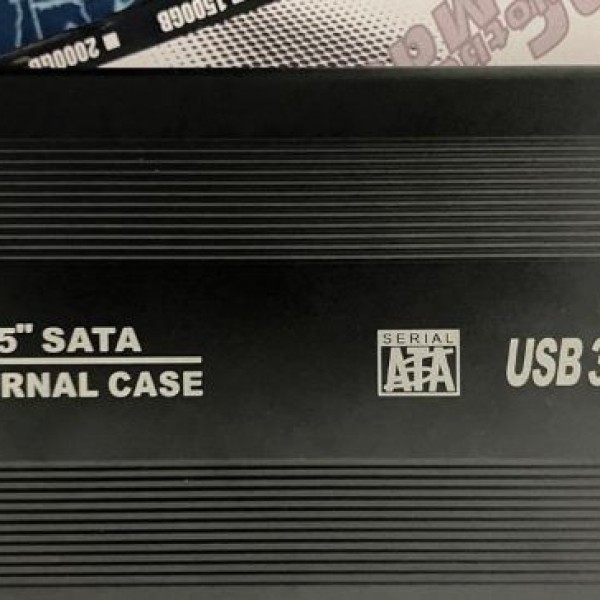 5" SATA
RNAL CASE
SERIAL
ATA
USB 3
1500GB
2000GB